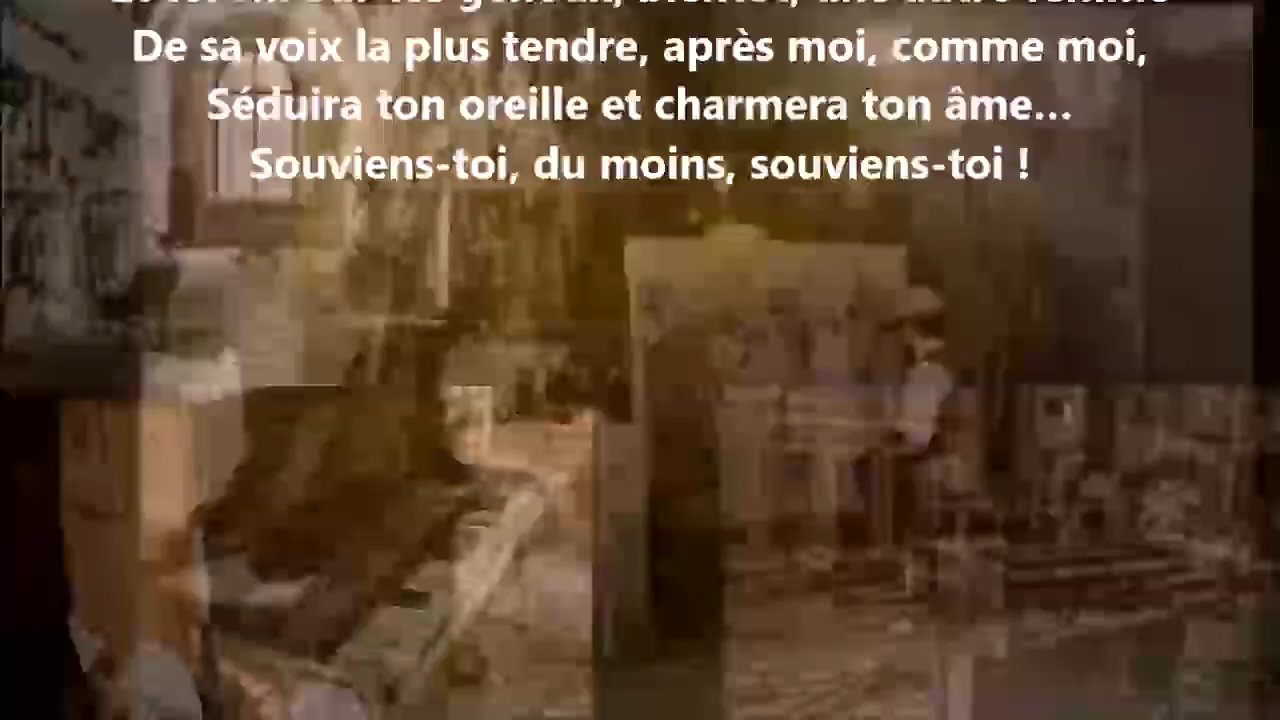 De sa voix la plus tendre, après moi, comme moi,
Séduira ton oreille et charmera ton âme...
Souviens-toi, du moins, souviens-toi !